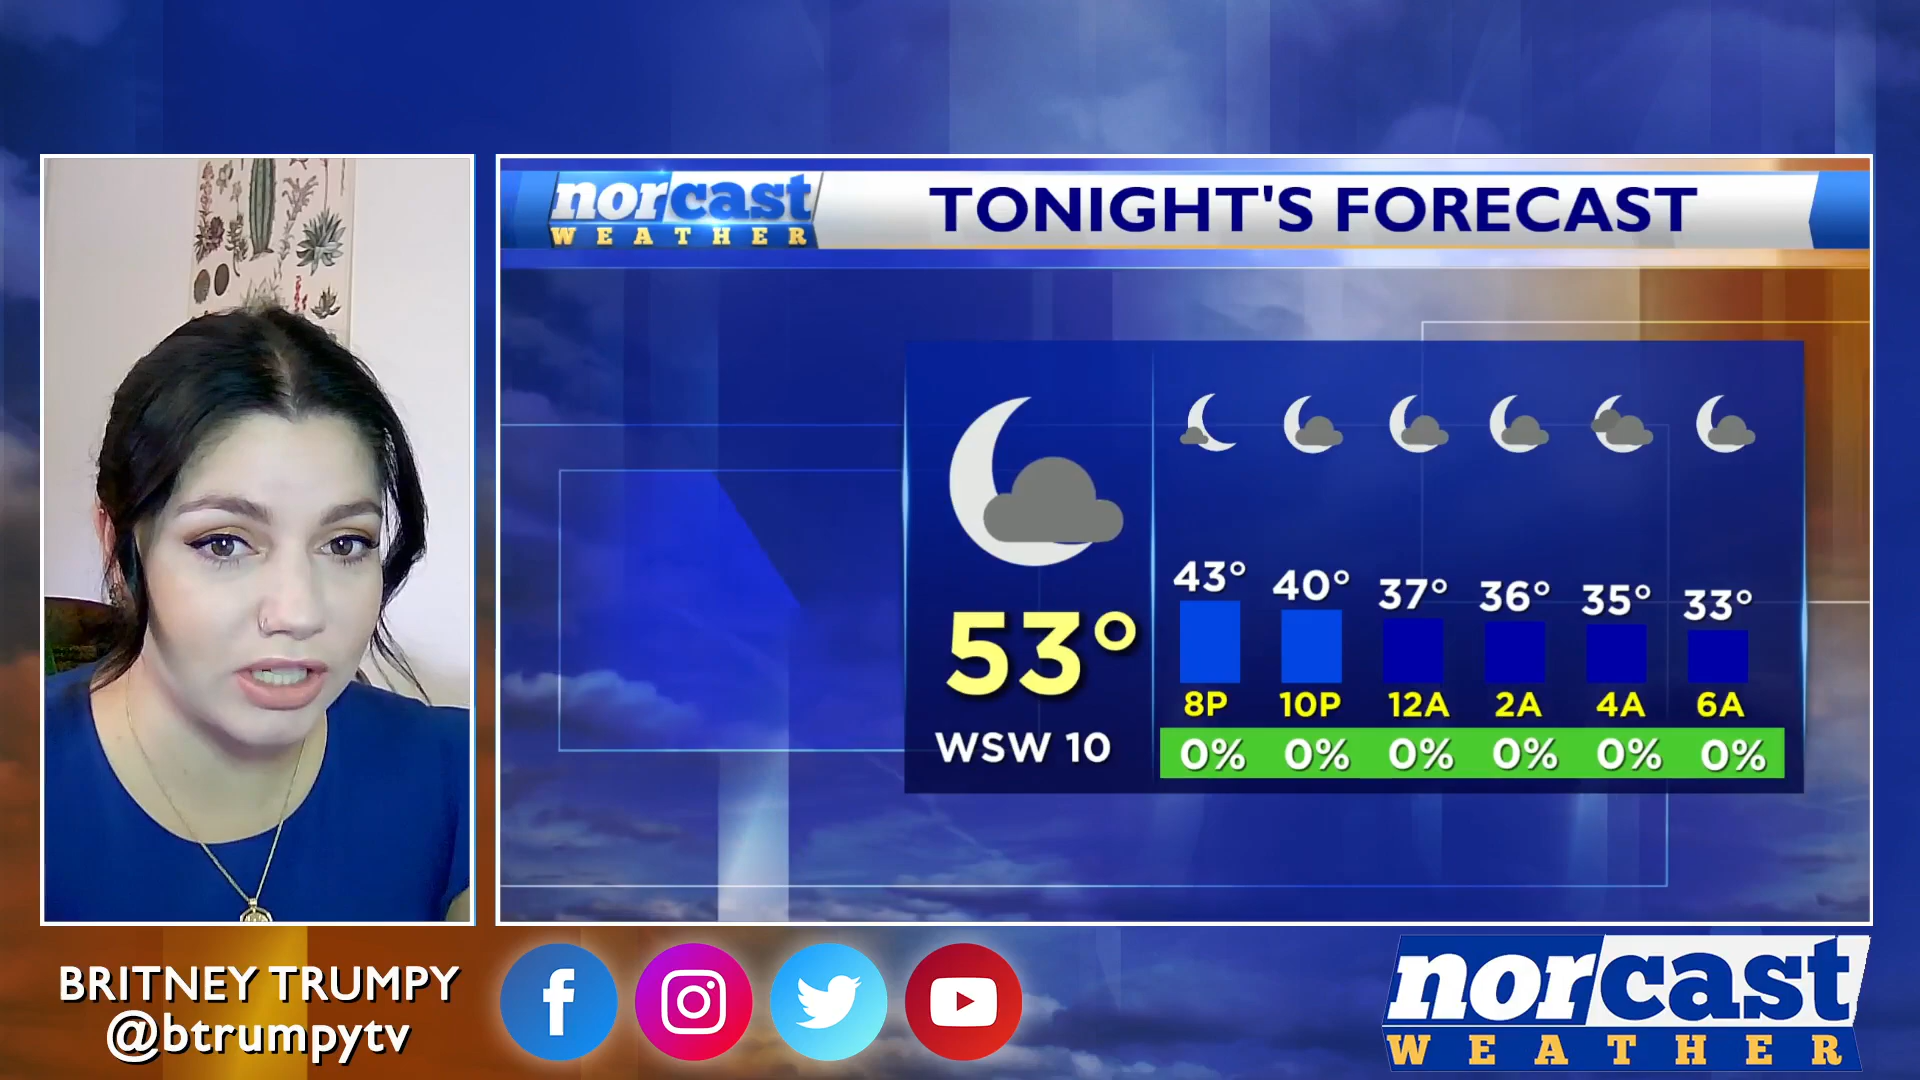 norcast
WEATHER
TONIGHT'S FORECAST
43° 40° 37° 36° 35° 33°
53°
8P 10P 12A 2A 4A 6A
WSW 10
0% 0% 0% 0% 0% 0%
BRITNEY TRUMPY
@btrumpytv
norcast
WEATHER